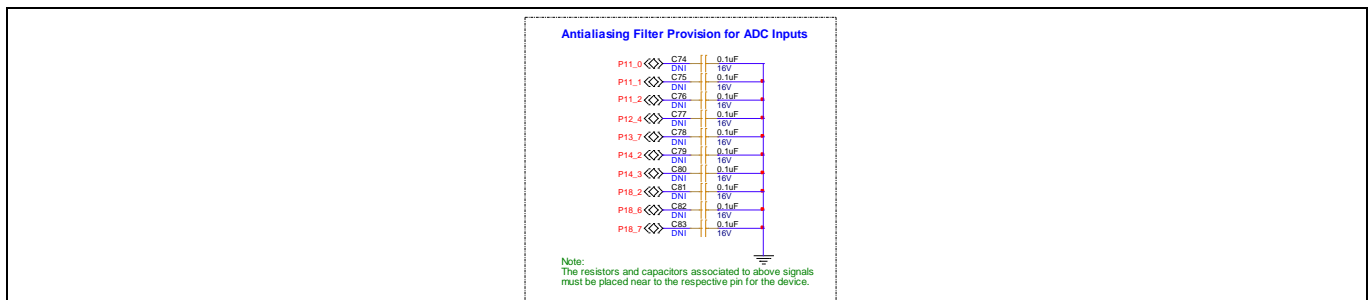 Antialiasing Filter Provision for ADC Inputs
P11_0 C74 0.1uF
DNI 16V
P11_1 C75 0.1uF
DNI 16V
P11_2 C76 0.1uF
DNI 16V
P12_4 C77 0.1uF
DNI 16V
P13_7 C78 0.1uF
DNI 16V
P14_2 C79 0.1uF
DNI 16V
P14_3 C80 0.1uF
DNI 16V
P18_2 C81 0.1uF
DNI 16V
P18_6 C82 0.1uF
DNI 16V
P18_7 C83 0.1uF
DNI 16V
Note:
The resistors and capacitors associated to above signals
must be placed near to the respective pin for the device.